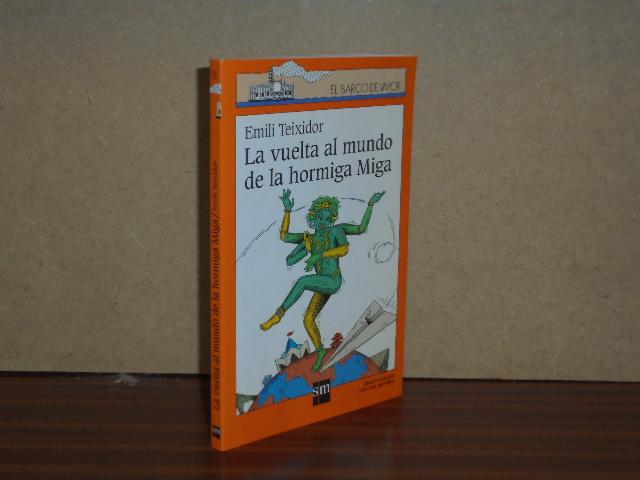 EL BARCO DE VAPOR
Emili Teixidor
La vuelta al mundo
de la hormiga Miga
sm
La vuelta al mundo de la hormiga Miga / Emili Teixidor
sm